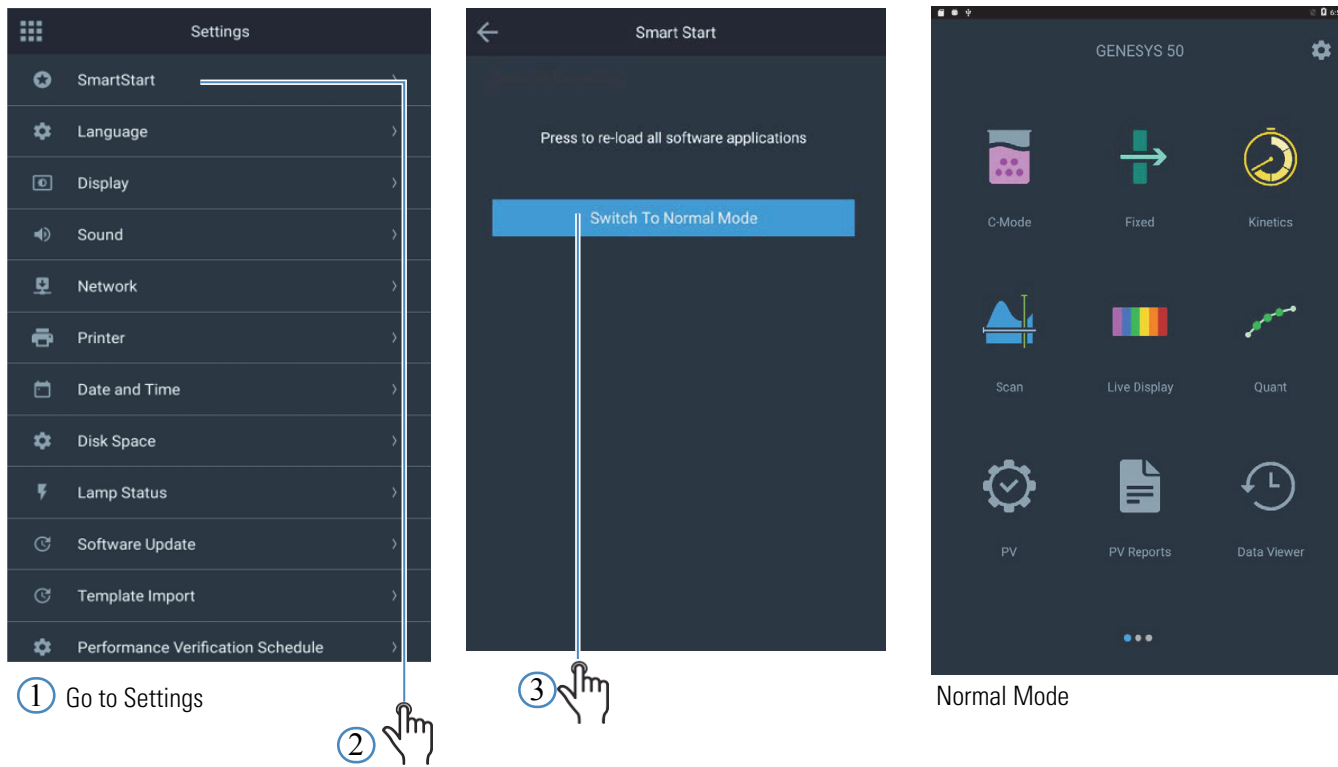 Settings
SmartStart
Language
Display
Sound
Network
Printer
Date and Time
Disk Space
Lamp Status
Software Update
Template Import
Performance Verification Schedule
1 Go to Settings
2
Smart Start
Press to re-load all software applications
Switch To Normal Mode
3
GENESYS 50
C-Mode
Fixed
Kinetics
Scan
Live Display
Quant
PV
PV Reports
Data Viewer
Normal Mode